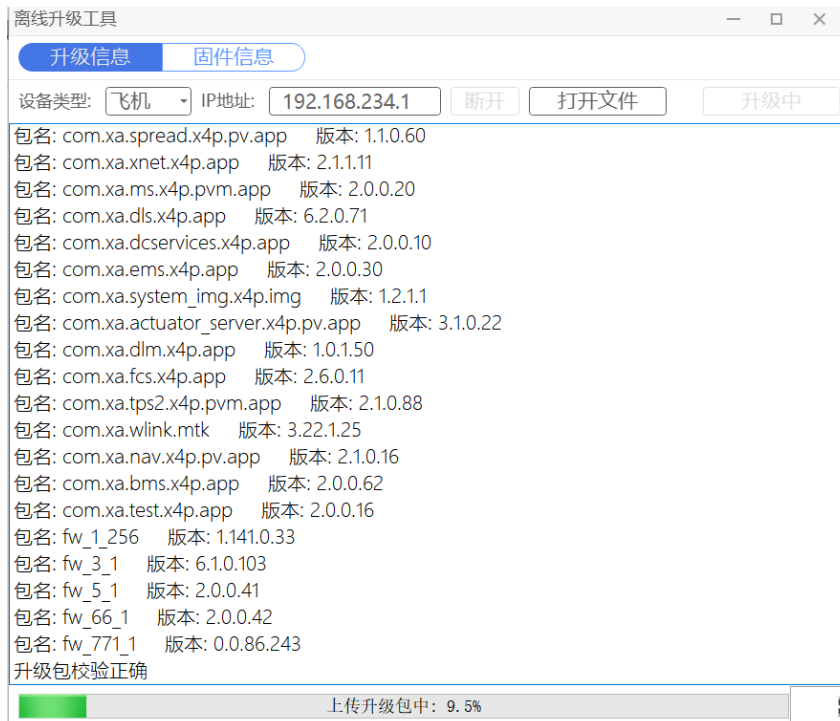 离线升级工具
升级信息 固件信息
设备类型: 飞机 IP地址: 192.168.234.1 断开 打开文件 升级中
包名: com.xa.spread.x4p.pv.app 版本: 1.1.0.60
包名: com.xa.xnet.x4p.app 版本: 2.1.1.11
包名: com.xa.ms.x4p.pvm.app 版本: 2.0.0.20
包名: com.xa.dls.x4p.app 版本: 6.2.0.71
包名: com.xa.dcservices.x4p.app 版本: 2.0.0.10
包名: com.xa.ems.x4p.app 版本: 2.0.0.30
包名: com.xa.system_img.x4p.img 版本: 1.2.1.1
包名: com.xa.actuator_server.x4p.pv.app 版本: 3.1.0.22
包名: com.xa.dlm.x4p.app 版本: 1.0.1.50
包名: com.xa.fcs.x4p.app 版本: 2.6.0.11
包名: com.xa.tps2.x4p.pvm.app 版本: 2.1.0.88
包名: com.xa.wlink.mtk 版本: 3.22.1.25
包名: com.xa.nav.x4p.pv.app 版本: 2.1.0.16
包名: com.xa.bms.x4p.app 版本: 2.0.0.62
包名: com.xa.test.x4p.app 版本: 2.0.0.16
包名: fw_1_256 版本: 1.141.0.33
包名: fw_3_1 版本: 6.1.0.103
包名: fw_5_1 版本: 2.0.0.41
包名: fw_66_1 版本: 2.0.0.42
包名: fw_771_1 版本: 0.0.86.243
升级包校验正确
上传升级包中: 9.5%